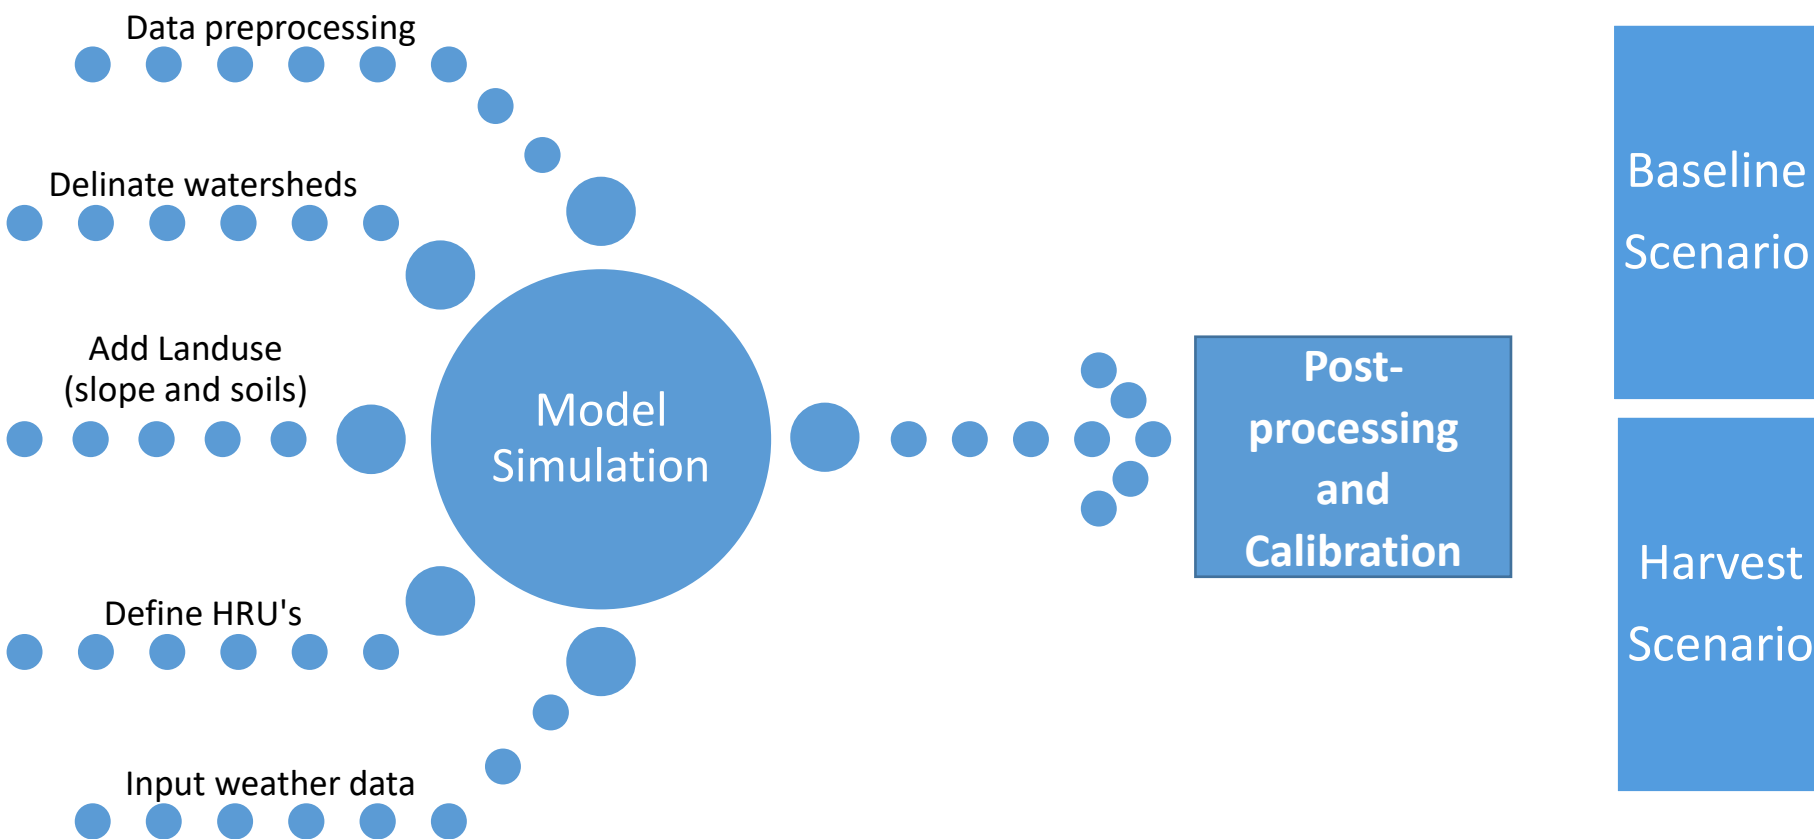 Data preprocessing
Delinate watersheds
Add Landuse
(slope and soils)
Define HRU's
Input weather data
Model
Simulation
Post-
processing
and
Calibration
Baseline
Scenario
Harvest
Scenario